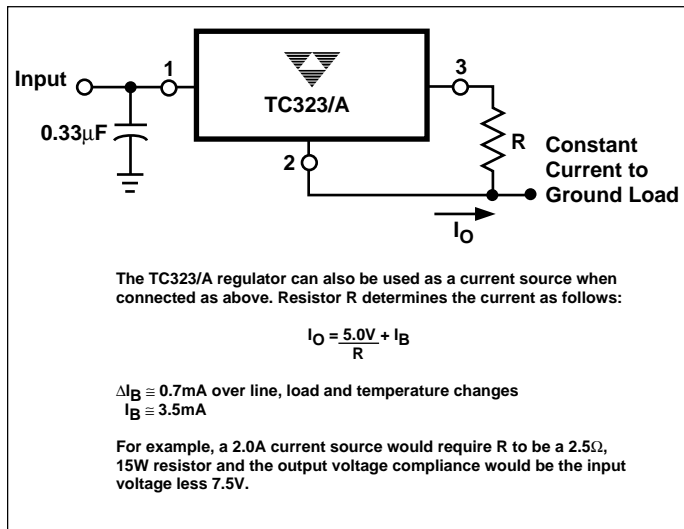 Input
1
3
TC323/A
0.33µF
2
R
Constant
Current to
Ground Load
IO
The TC323/A regulator can also be used as a current source when
connected as above. Resistor R determines the current as follows:
IO = 5.0V/R + IB
∆IB ≅ 0.7mA over line, load and temperature changes
IB ≅ 3.5mA
For example, a 2.0A current source would require R to be a 2.5Ω,
15W resistor and the output voltage compliance would be the input
voltage less 7.5V.